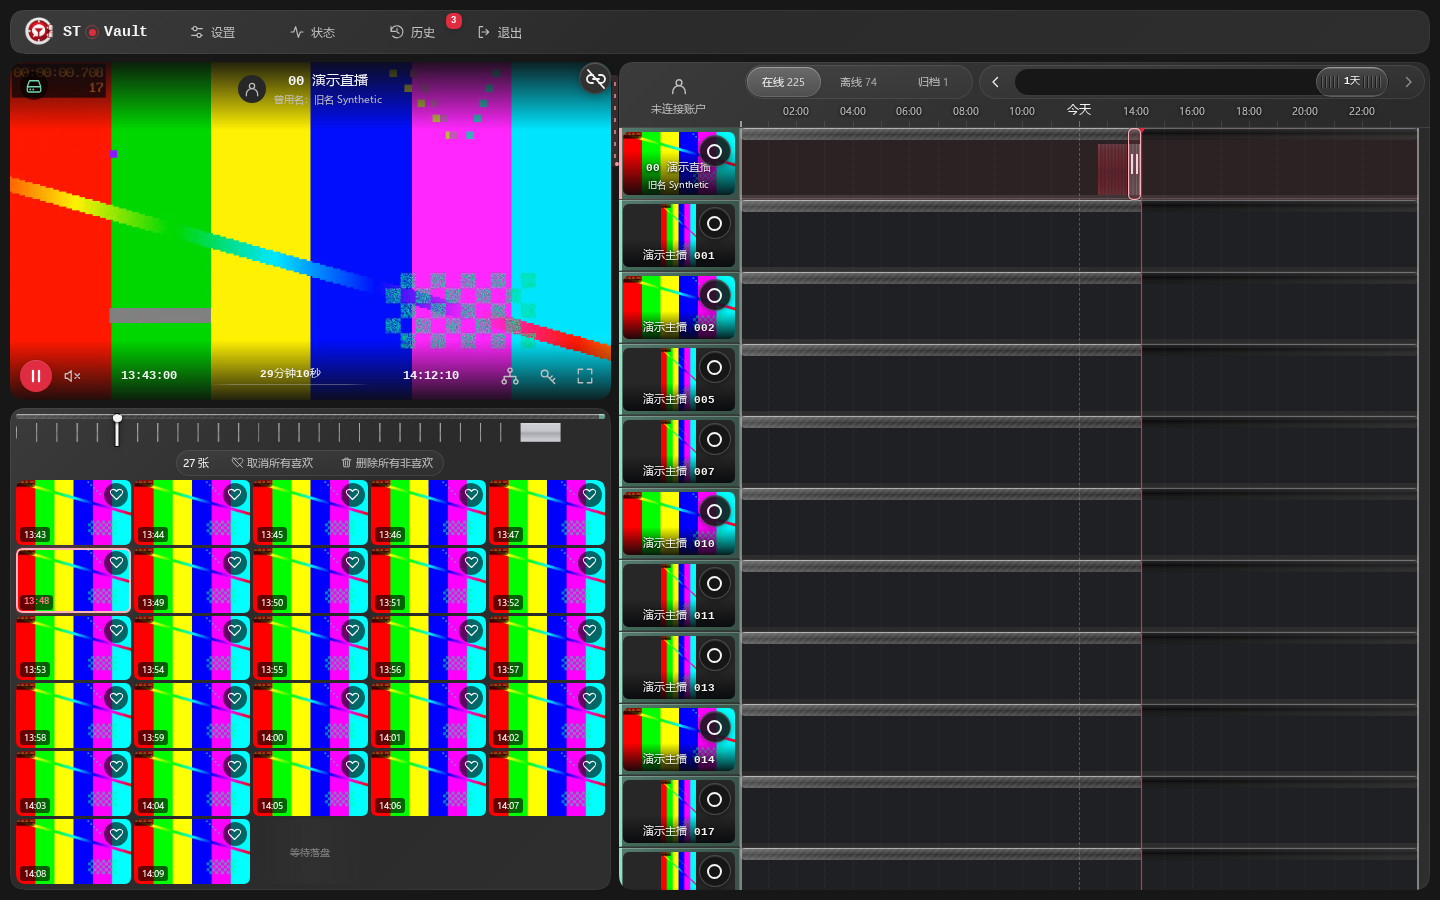 ST Vault
设置
状态
历史
3
退出
00:00:00.708
17
00 演示直播
曾用名: 旧名 Synthetic
13:43:00
29分钟10秒
14:12:10
27 张
取消所有喜欢
删除所有非喜欢
13:43
13:44
13:45
13:46
13:47
13:48
13:49
13:50
13:51
13:52
13:53
13:54
13:55
13:56
13:57
13:58
13:59
14:00
14:01
14:02
14:03
14:04
14:05
14:06
14:07
14:08
14:09
等待落盘
未连接账户
在线 225
离线 74
归档 1
1天
02:00
04:00
06:00
08:00
10:00
今天
14:00
16:00
18:00
20:00
22:00
00 演示直播
旧名 Synthetic
演示主播 001
演示主播 002
演示主播 005
演示主播 007
演示主播 010
演示主播 011
演示主播 013
演示主播 014
演示主播 017